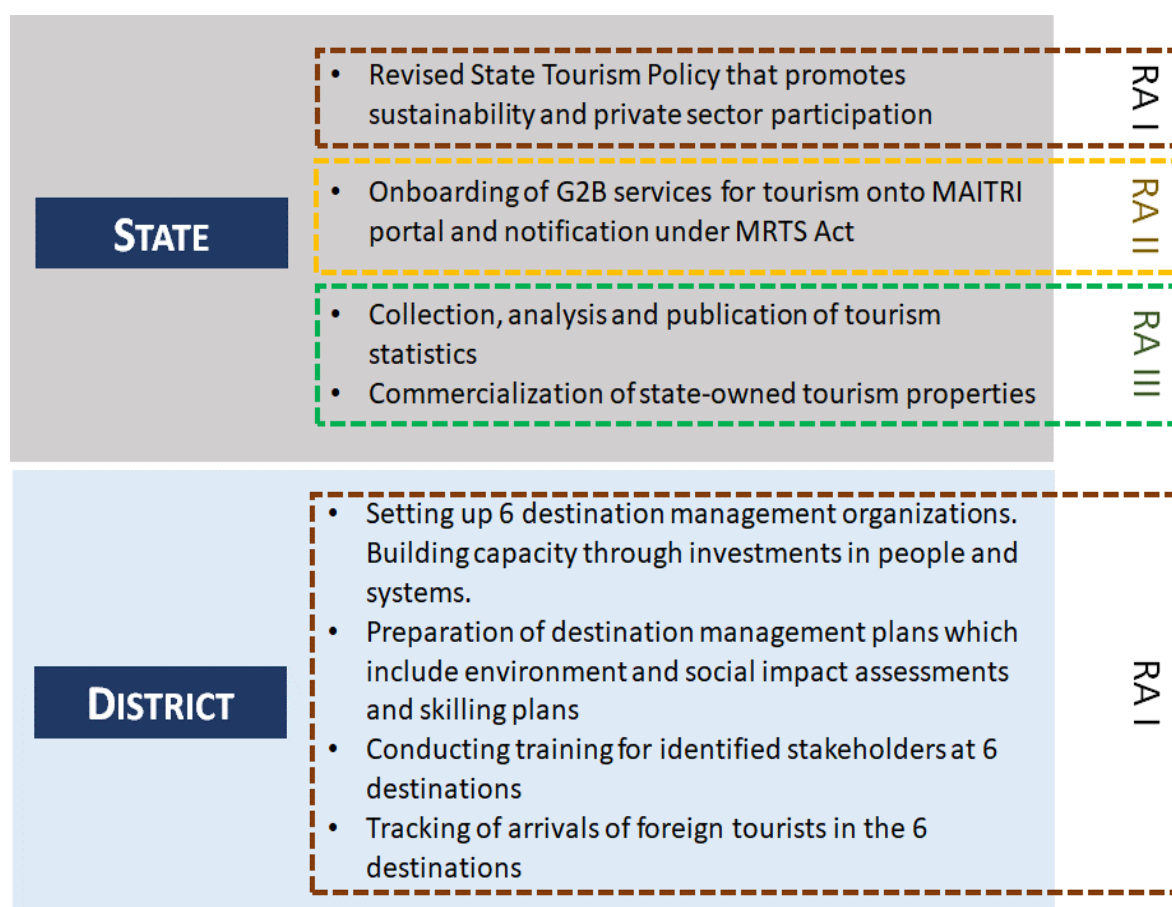 STATE
• Revised State Tourism Policy that promotes
sustainability and private sector participation
RA I
• Onboarding of G2B services for tourism onto MAITRI
portal and notification under MRTS Act
RA II
• Collection, analysis and publication of tourism
statistics
• Commercialization of state-owned tourism properties
RA III
DISTRICT
• Setting up 6 destination management organizations.
Building capacity through investments in people and
systems.
• Preparation of destination management plans which
include environment and social impact assessments
and skilling plans
• Conducting training for identified stakeholders at 6
destinations
• Tracking of arrivals of foreign tourists in the 6
destinations
RA I